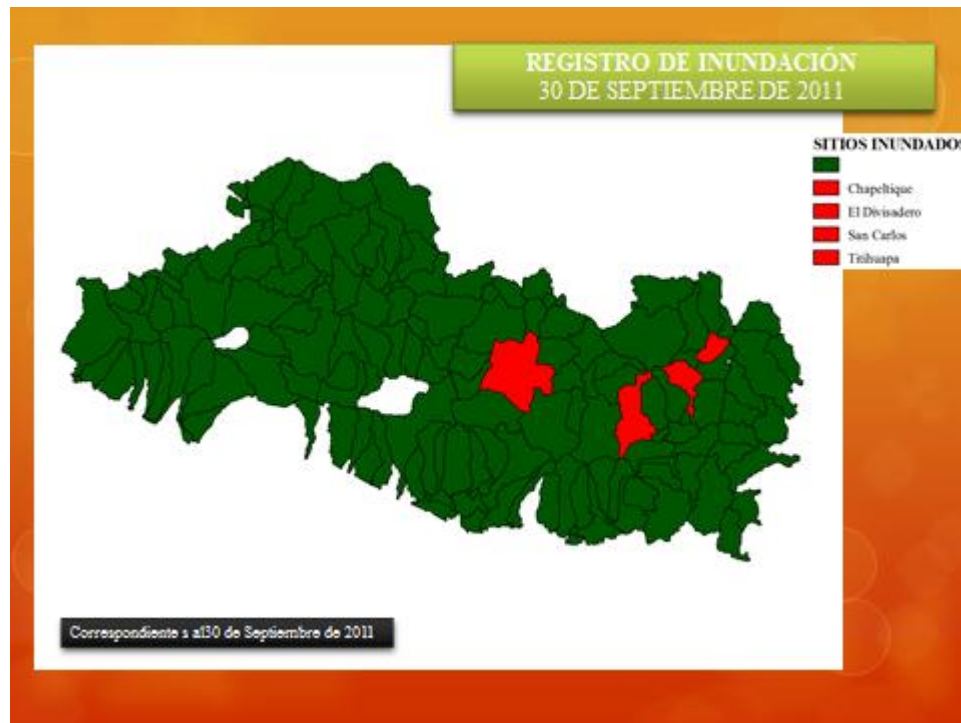 REGISTRO DE INUNDACIÓN
30 DE SEPTIEMBRE DE 2011
SITIOS INUNDADOS
Chapeltique
El Divisadero
San Carlos
Titihuapa
Correspondiente s al30 de Septiembre de 2011